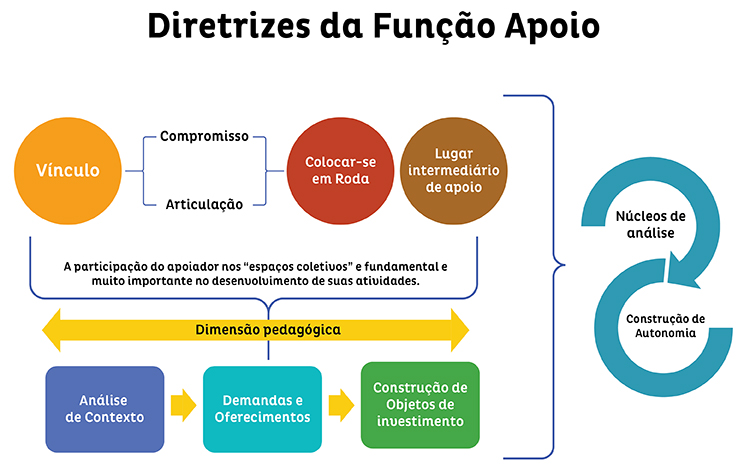 Diretrizes da Função Apoio
Vínculo
Compromisso
Articulação
Colocar-se
em Roda
Lugar
intermediário
de apoio
A participação do apoiador nos “espaços coletivos” e fundamental e
muito importante no desenvolvimento de suas atividades.
Dimensão pedagógica
Análise
de Contexto
Demandas e
Oferecimentos
Construção de
Objetos de
investimento
Núcleos de
análise
Construção de
Autonomia